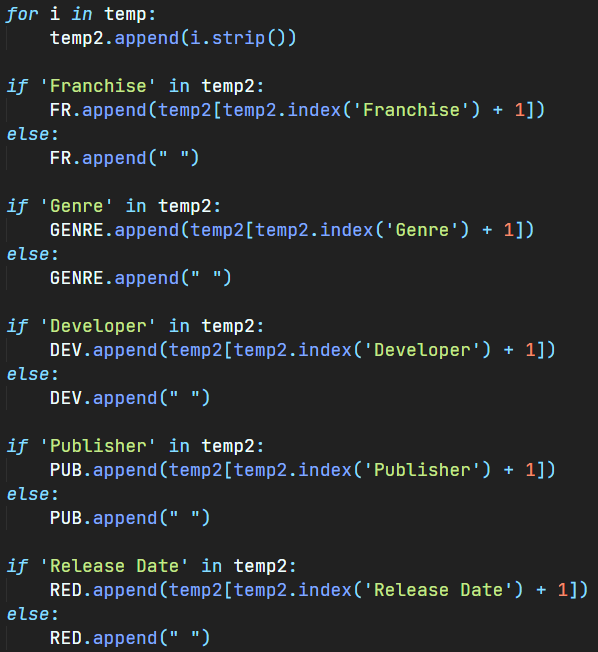 for i in temp:
    temp2.append(i.strip())

if 'Franchise' in temp2:
    FR.append(temp2[temp2.index('Franchise') + 1])
else:
    FR.append(" ")

if 'Genre' in temp2:
    GENRE.append(temp2[temp2.index('Genre') + 1])
else:
    GENRE.append(" ")

if 'Developer' in temp2:
    DEV.append(temp2[temp2.index('Developer') + 1])
else:
    DEV.append(" ")

if 'Publisher' in temp2:
    PUB.append(temp2[temp2.index('Publisher') + 1])
else:
    PUB.append(" ")

if 'Release Date' in temp2:
    RED.append(temp2[temp2.index('Release Date') + 1])
else:
    RED.append(" ")